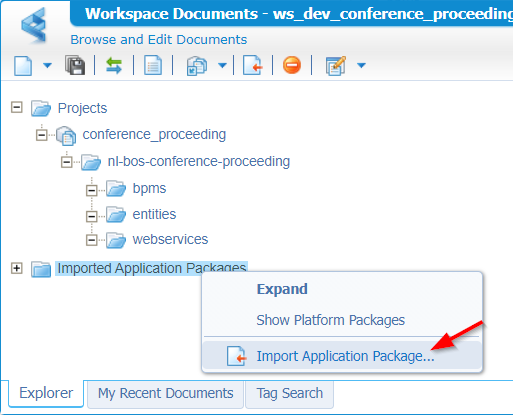 Workspace Documents - ws_dev_conference_proceeding
Browse and Edit Documents
Projects
conference_proceeding
nl-bos-conference-proceeding
bpms
entities
webservices
Imported Application Packages
Expand
Show Platform Packages
Import Application Package...
Explorer
My Recent Documents
Tag Search